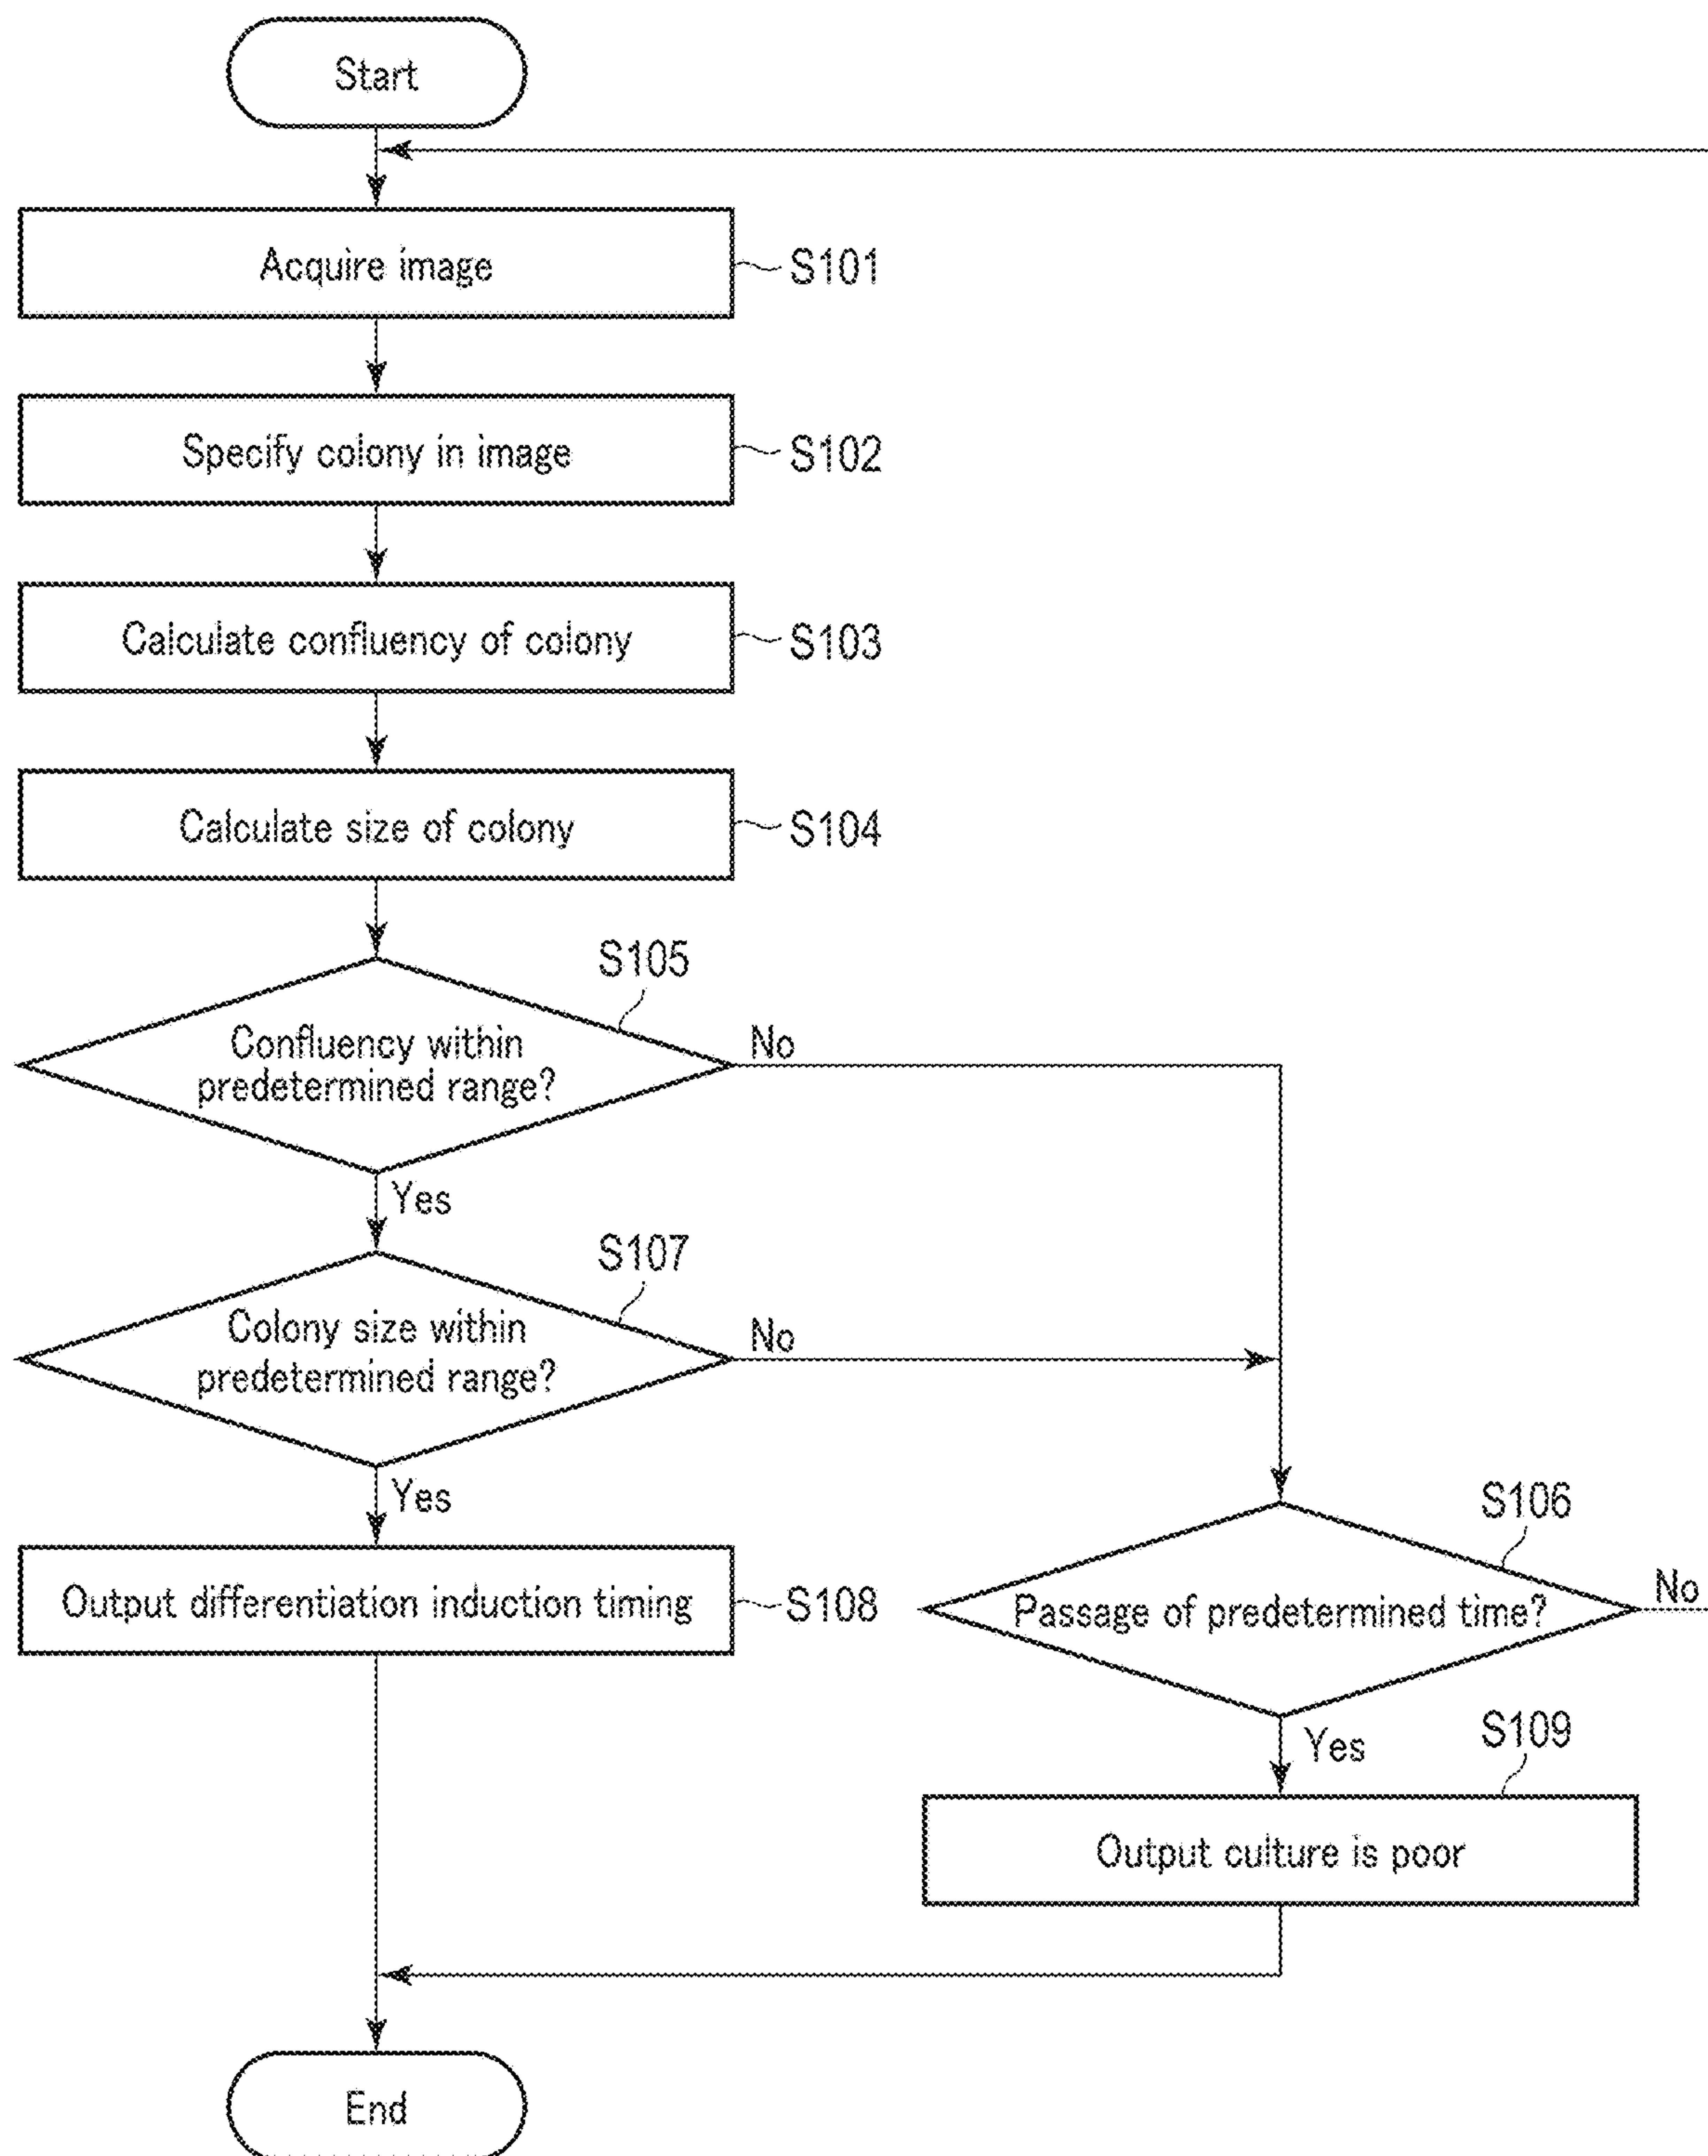 Start
Acquire image
S101
Specify colony in image
S102
Calculate confluency of colony
S103
Calculate size of colony
S104
S105
Confluency within
predetermined range?
No
Yes
S107
Colony size within
predetermined range?
No
Yes
S106
Output differentiation induction timing
S108
Passage of predetermined time?
No
Yes
S109
Output culture is poor
End